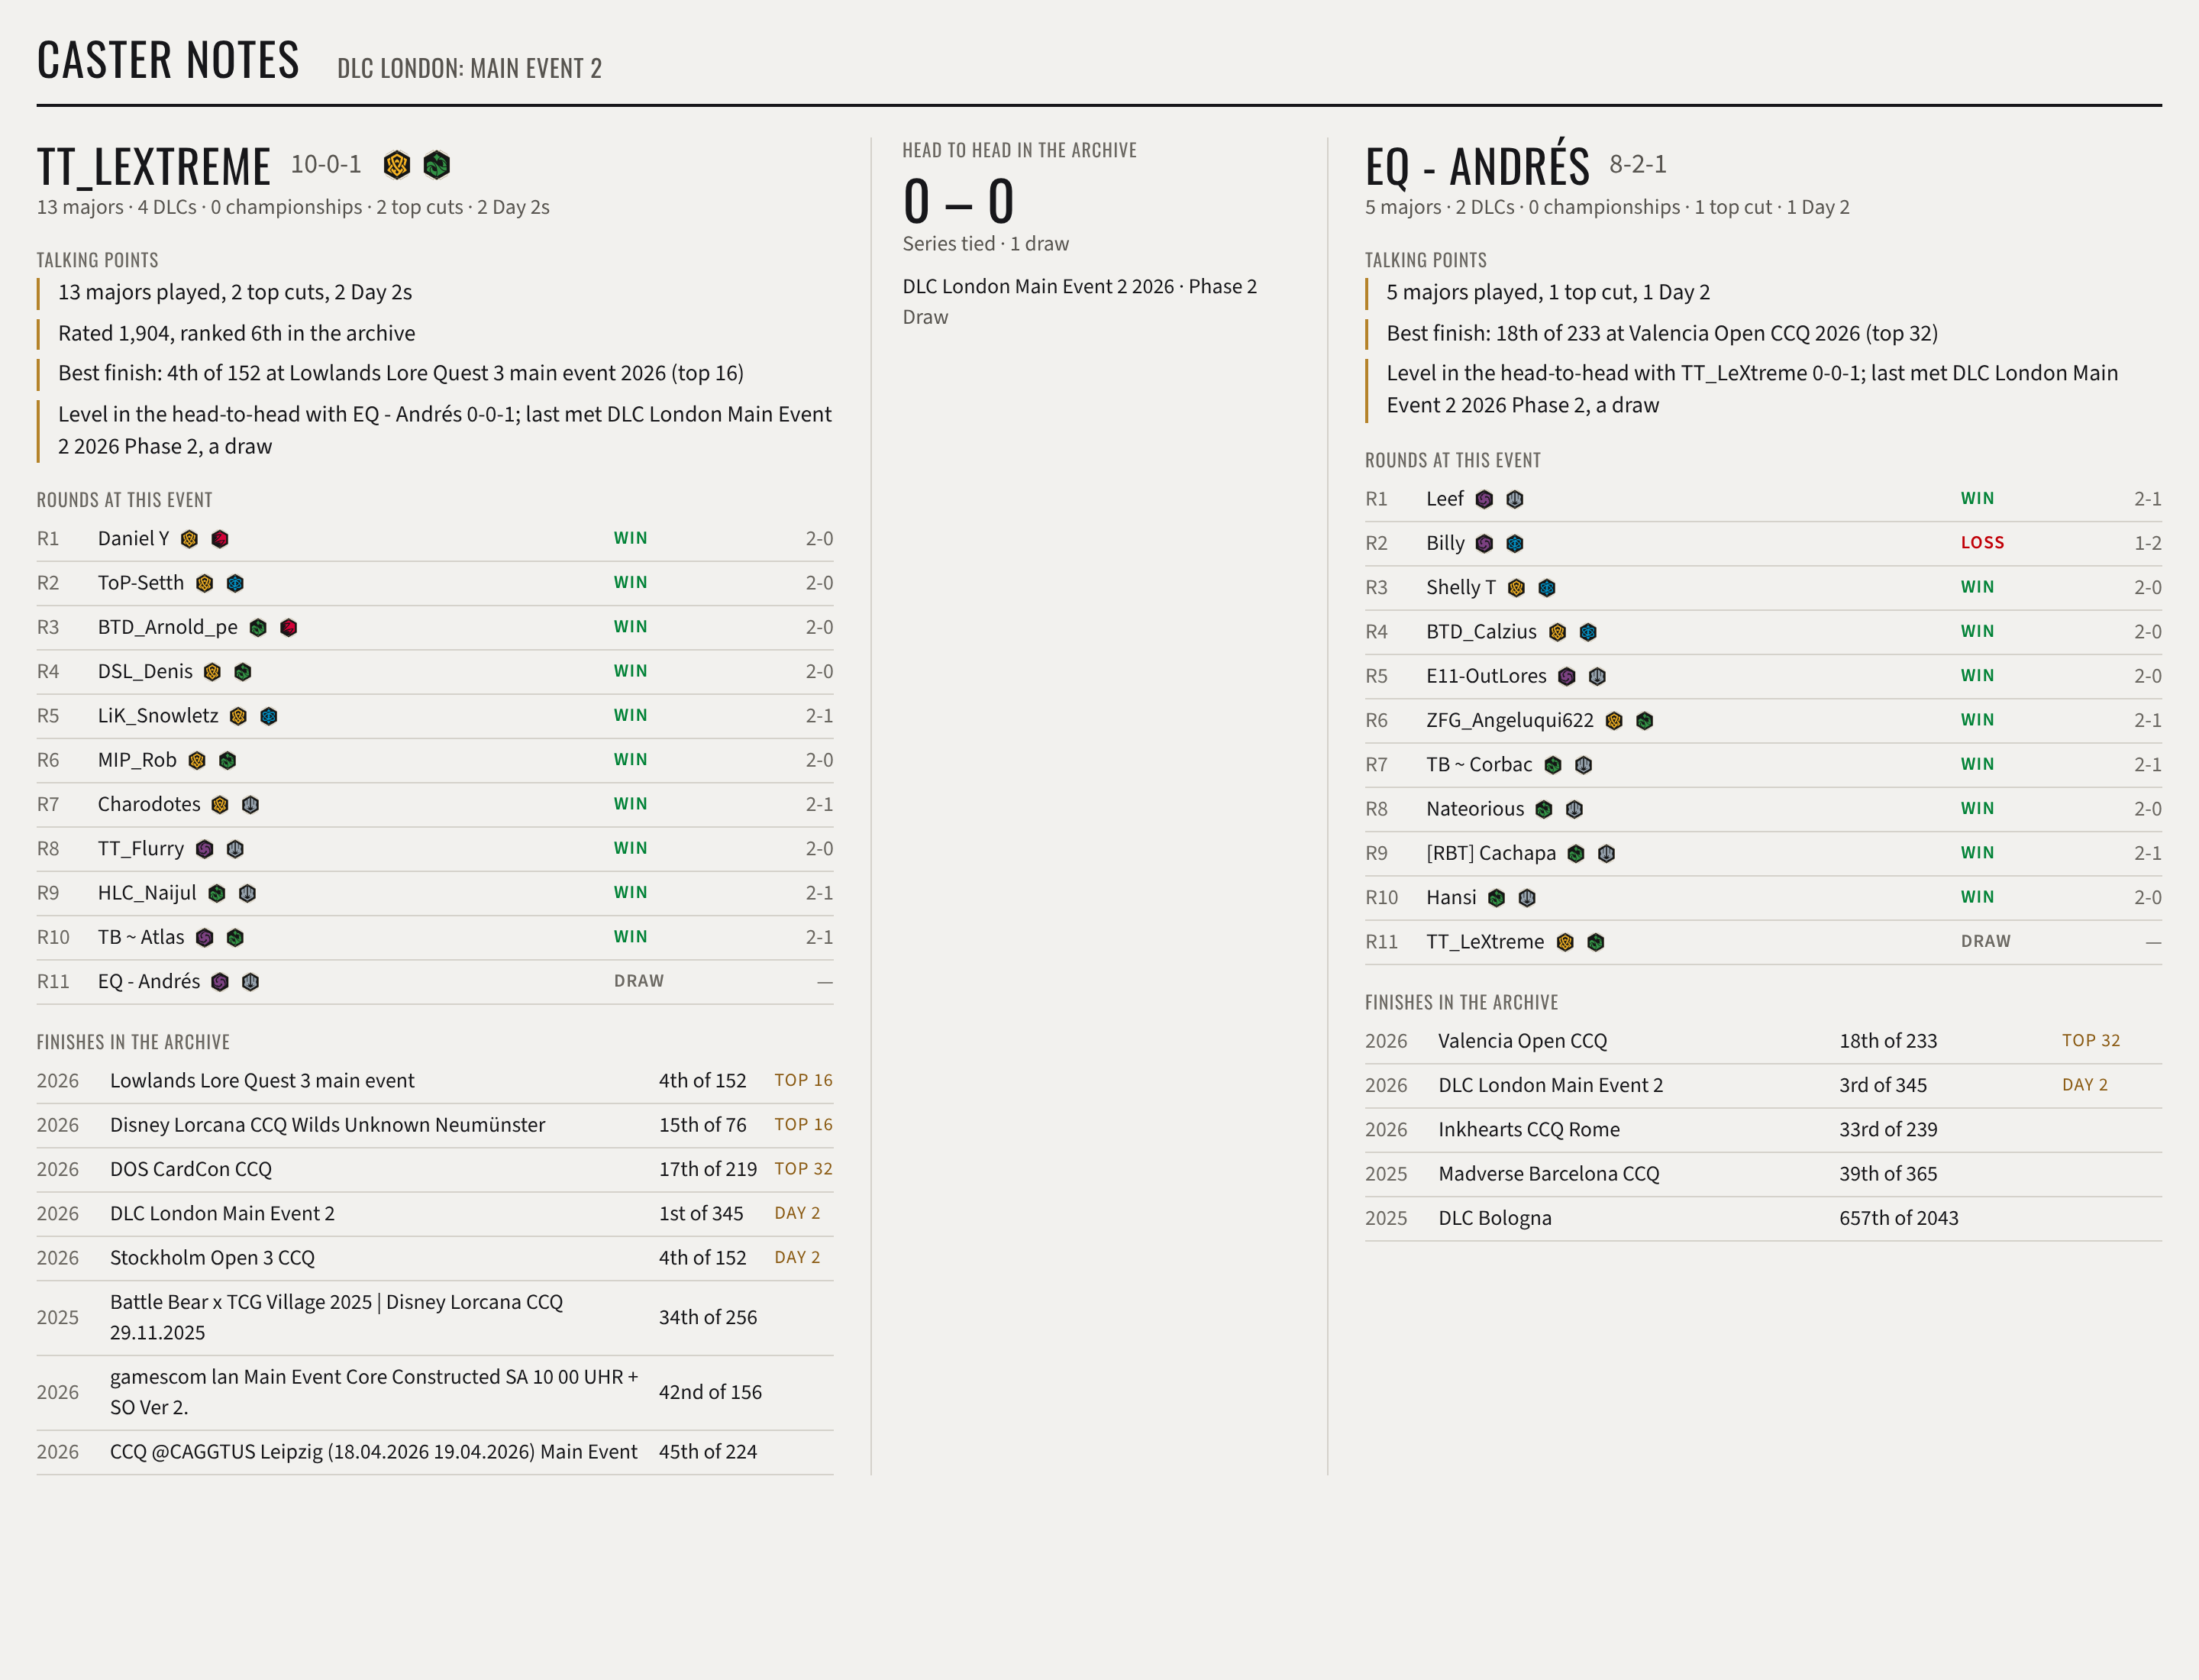 CASTER NOTES DLC LONDON: MAIN EVENT 2
TT_LEXTREME 10-0-1
13 majors · 4 DLCs · 0 championships · 2 top cuts · 2 Day 2s
TALKING POINTS
13 majors played, 2 top cuts, 2 Day 2s
Rated 1,904, ranked 6th in the archive
Best finish: 4th of 152 at Lowlands Lore Quest 3 main event 2026 (top 16)
Level in the head-to-head with EQ - Andrés 0-0-1; last met DLC London Main Event
2 2026 Phase 2, a draw
ROUNDS AT THIS EVENT
R1 Daniel Y WIN 2-0
R2 ToP-Setth WIN 2-0
R3 BTD_Arnold_pe WIN 2-0
R4 DSL_Denis WIN 2-0
R5 LiK_Snowletz WIN 2-1
R6 MIP_Rob WIN 2-0
R7 Charodotes WIN 2-1
R8 TT_Flurry WIN 2-0
R9 HLC_Naijul WIN 2-1
R10 TB ~ Atlas WIN 2-1
R11 EQ - Andrés DRAW —
FINISHES IN THE ARCHIVE
2026 Lowlands Lore Quest 3 main event 4th of 152 TOP 16
2026 Disney Lorcana CCQ Wilds Unknown Neumünster 15th of 76 TOP 16
2026 DOS CardCon CCQ 17th of 219 TOP 32
2026 DLC London Main Event 2 1st of 345 DAY 2
2026 Stockholm Open 3 CCQ 4th of 152 DAY 2
2025 Battle Bear x TCG Village 2025 | Disney Lorcana CCQ
29.11.2025 34th of 256
2026 gamescom lan Main Event Core Constructed SA 10 00 UHR +
SO Ver 2. 42nd of 156
2026 CCQ @CAGGTUS Leipzig (18.04.2026 19.04.2026) Main Event 45th of 224
HEAD TO HEAD IN THE ARCHIVE
0 – 0
Series tied · 1 draw
DLC London Main Event 2 2026 · Phase 2
Draw
EQ - ANDRÉS 8-2-1
5 majors · 2 DLCs · 0 championships · 1 top cut · 1 Day 2
TALKING POINTS
5 majors played, 1 top cut, 1 Day 2
Best finish: 18th of 233 at Valencia Open CCQ 2026 (top 32)
Level in the head-to-head with TT_LeXtreme 0-0-1; last met DLC London Main
Event 2 2026 Phase 2, a draw
ROUNDS AT THIS EVENT
R1 Leef WIN 2-1
R2 Billy LOSS 1-2
R3 Shelly T WIN 2-0
R4 BTD_Calzius WIN 2-0
R5 E11-OutLores WIN 2-0
R6 ZFG_Angeluqui622 WIN 2-1
R7 TB ~ Corbac WIN 2-1
R8 Nateorious WIN 2-0
R9 [RBT] Cachapa WIN 2-1
R10 Hansi WIN 2-0
R11 TT_LeXtreme DRAW —
FINISHES IN THE ARCHIVE
2026 Valencia Open CCQ 18th of 233 TOP 32
2026 DLC London Main Event 2 3rd of 345 DAY 2
2026 Inkhearts CCQ Rome 33rd of 239
2025 Madverse Barcelona CCQ 39th of 365
2025 DLC Bologna 657th of 2043